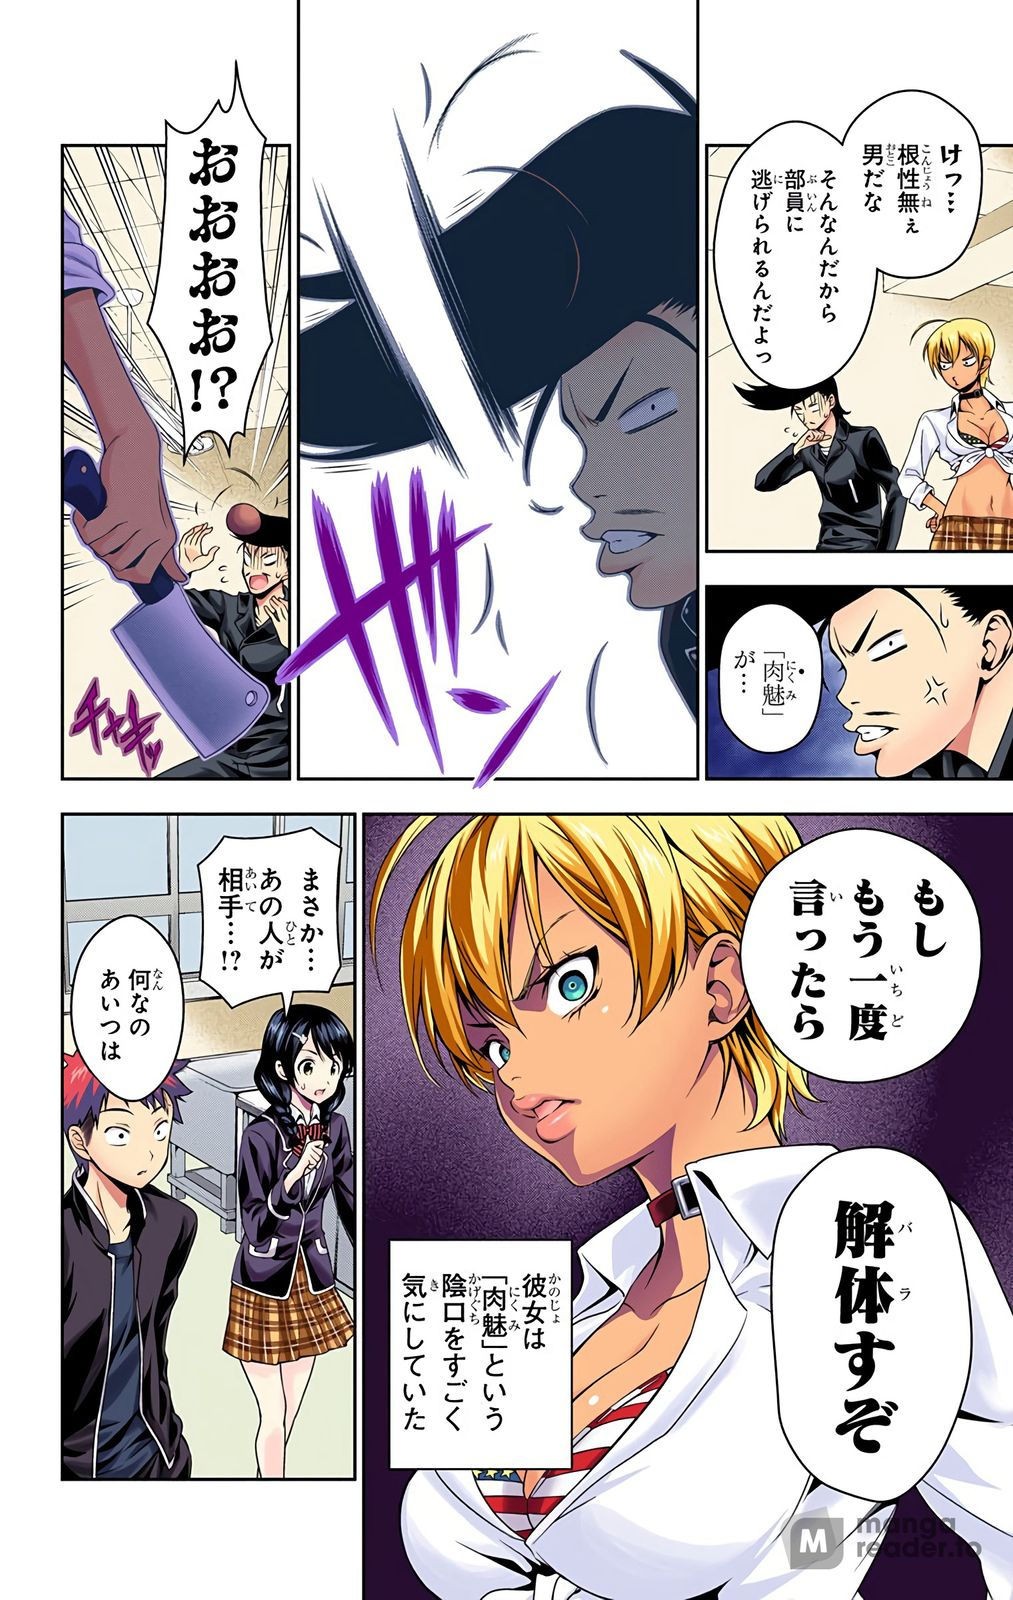 けっ…
根性無ぇ
男だな
そんなんだから
部員に
逃げられるんだよっ
「肉魅」
が…
ザンッ
おおおお!?
チャキッ
もし
もう一度
言ったら
解体すぞ
彼女は
「肉魅」という
陰口をすごく
気にしていた
まさか…
あの人が
相手…!?
何なの
あいつは
M manga
reader.to